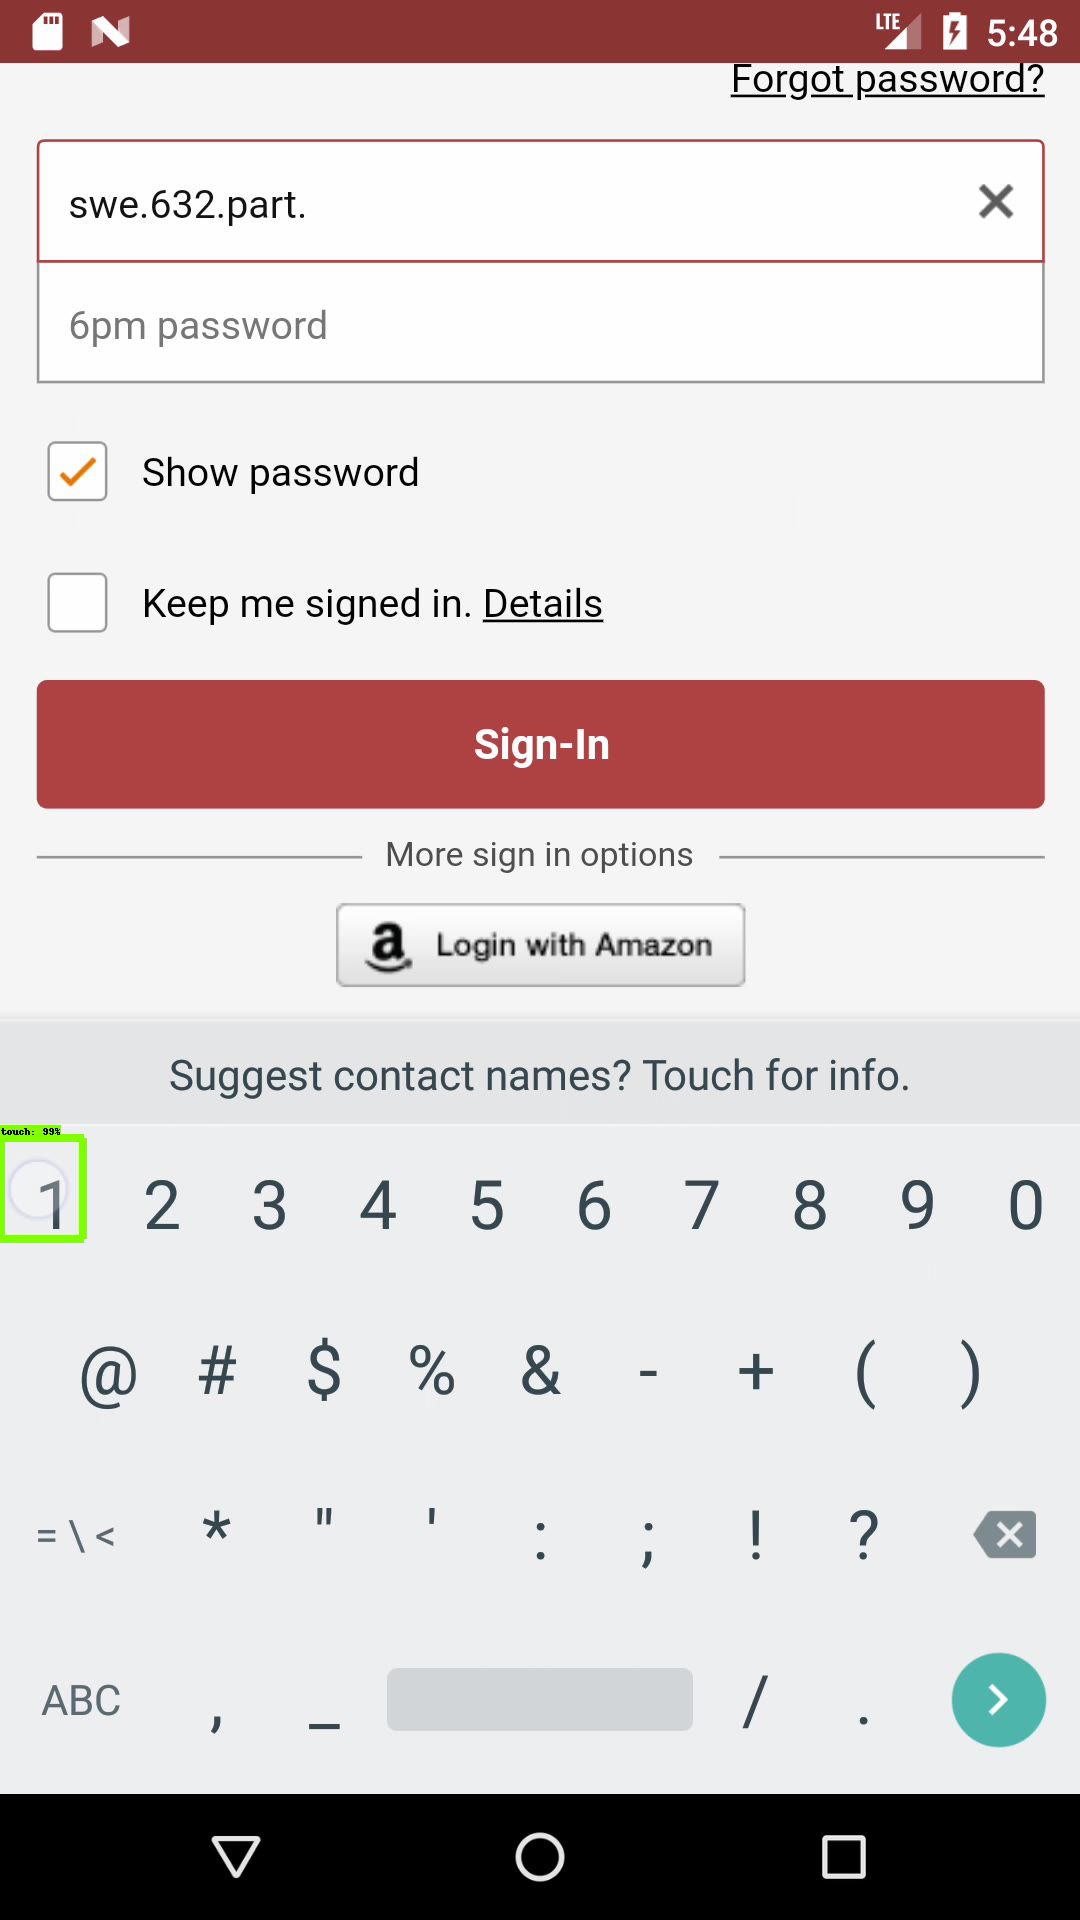 LTE 5:48
Forgot password?
swe.632.part.
6pm password
Show password
Keep me signed in. Details
Sign-In
More sign in options
a Login with Amazon
Suggest contact names? Touch for info.
touch: 99%
1 2 3 4 5 6 7 8 9 0
@ # $ % & - + ( )
= \ < * " ' : ; ! ?
ABC , _ / .